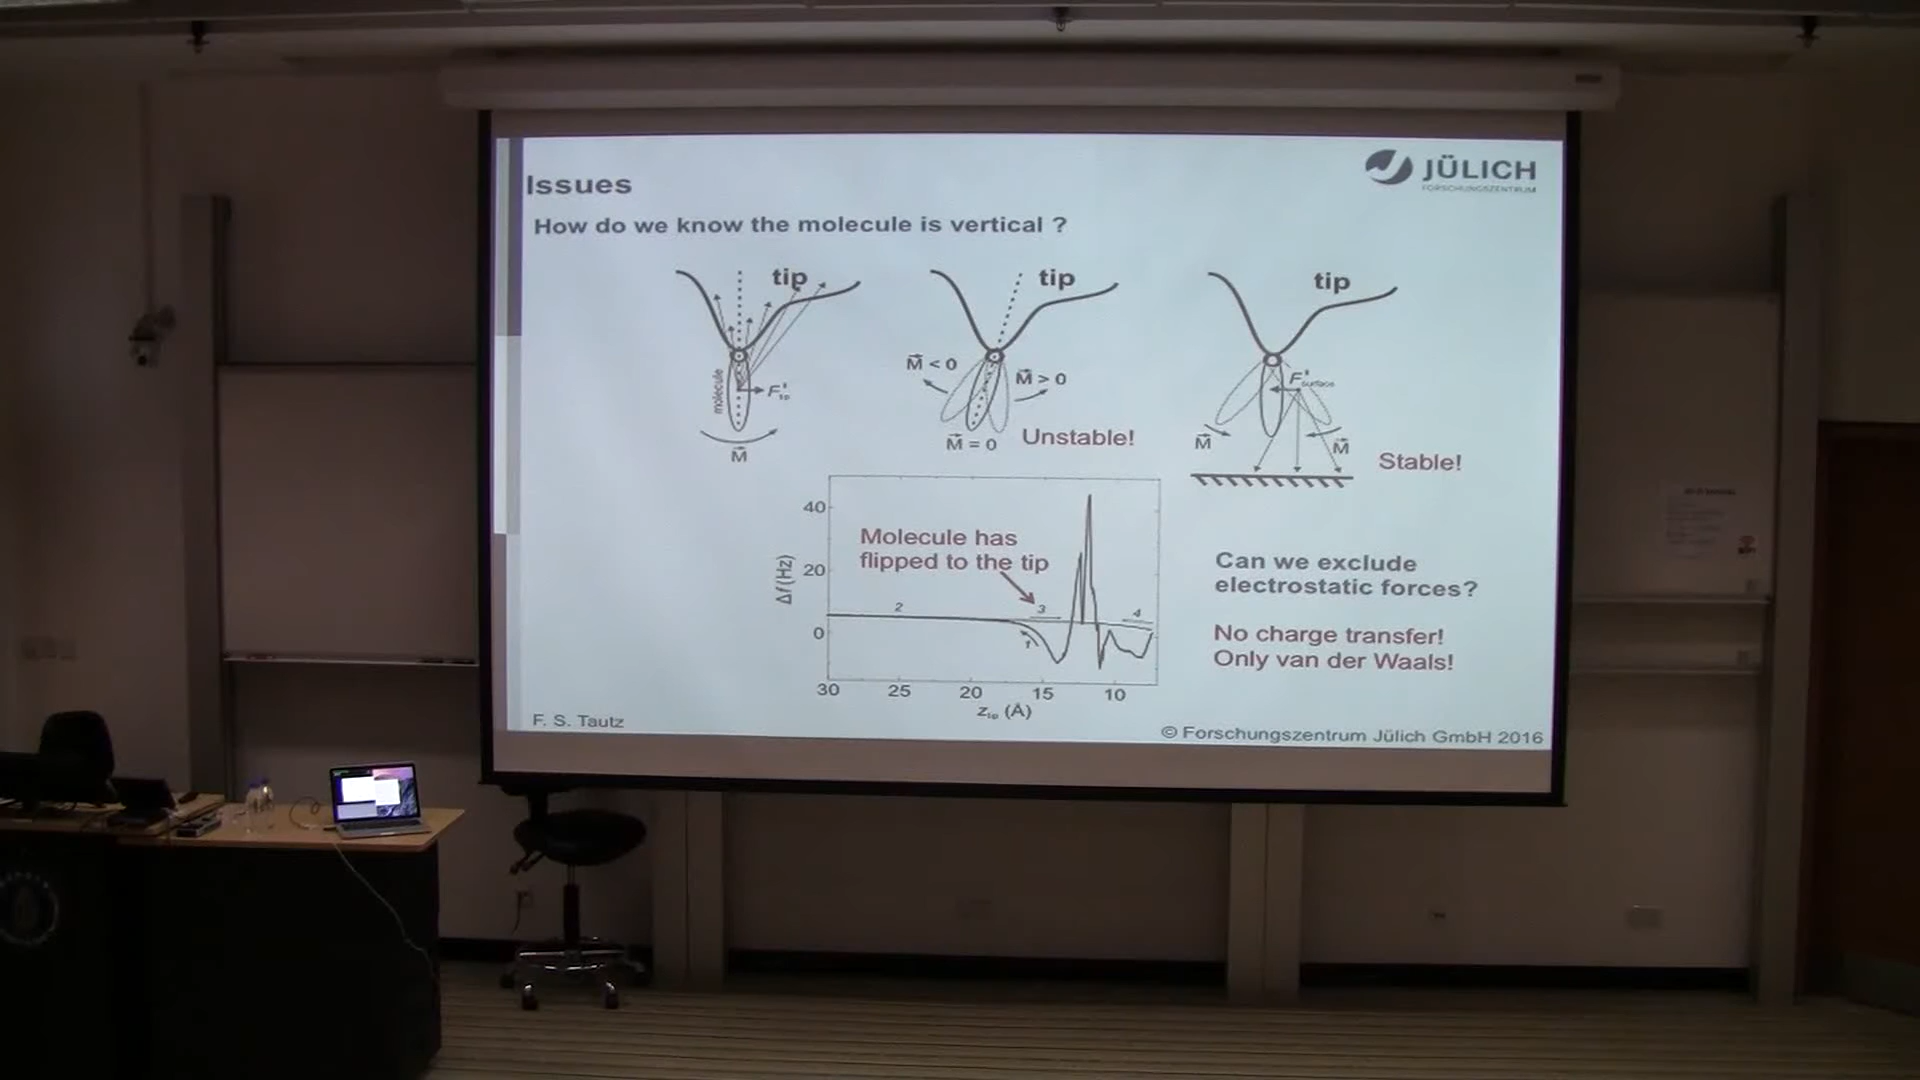 Issues
JÜLICH
FORSCHUNGSZENTRUM
How do we know the molecule is vertical ?
tip
tip
tip
molecule
M
M < 0
M > 0
M = 0
Unstable!
F surface
M
M
Stable!
Δf (Hz)
40
20
0
Molecule has
flipped to the tip
1
2
3
4
30
25
20
15
10
z tip (Å)
Can we exclude
electrostatic forces?
No charge transfer!
Only van der Waals!
F. S. Tautz
© Forschungszentrum Jülich GmbH 2016